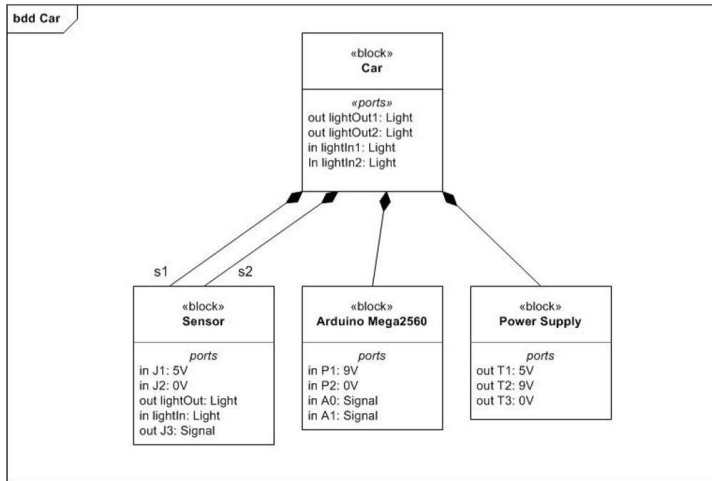 bdd Car
«block»
Car
«ports»
out lightOut1: Light
out lightOut2: Light
in lightIn1: Light
In lightIn2: Light
s1
s2
«block»
Sensor
ports
in J1: 5V
in J2: 0V
out lightOut: Light
in lightIn: Light
out J3: Signal
«block»
Arduino Mega2560
ports
in P1: 9V
in P2: 0V
in A0: Signal
in A1: Signal
«block»
Power Supply
ports
out T1: 5V
out T2: 9V
out T3: 0V